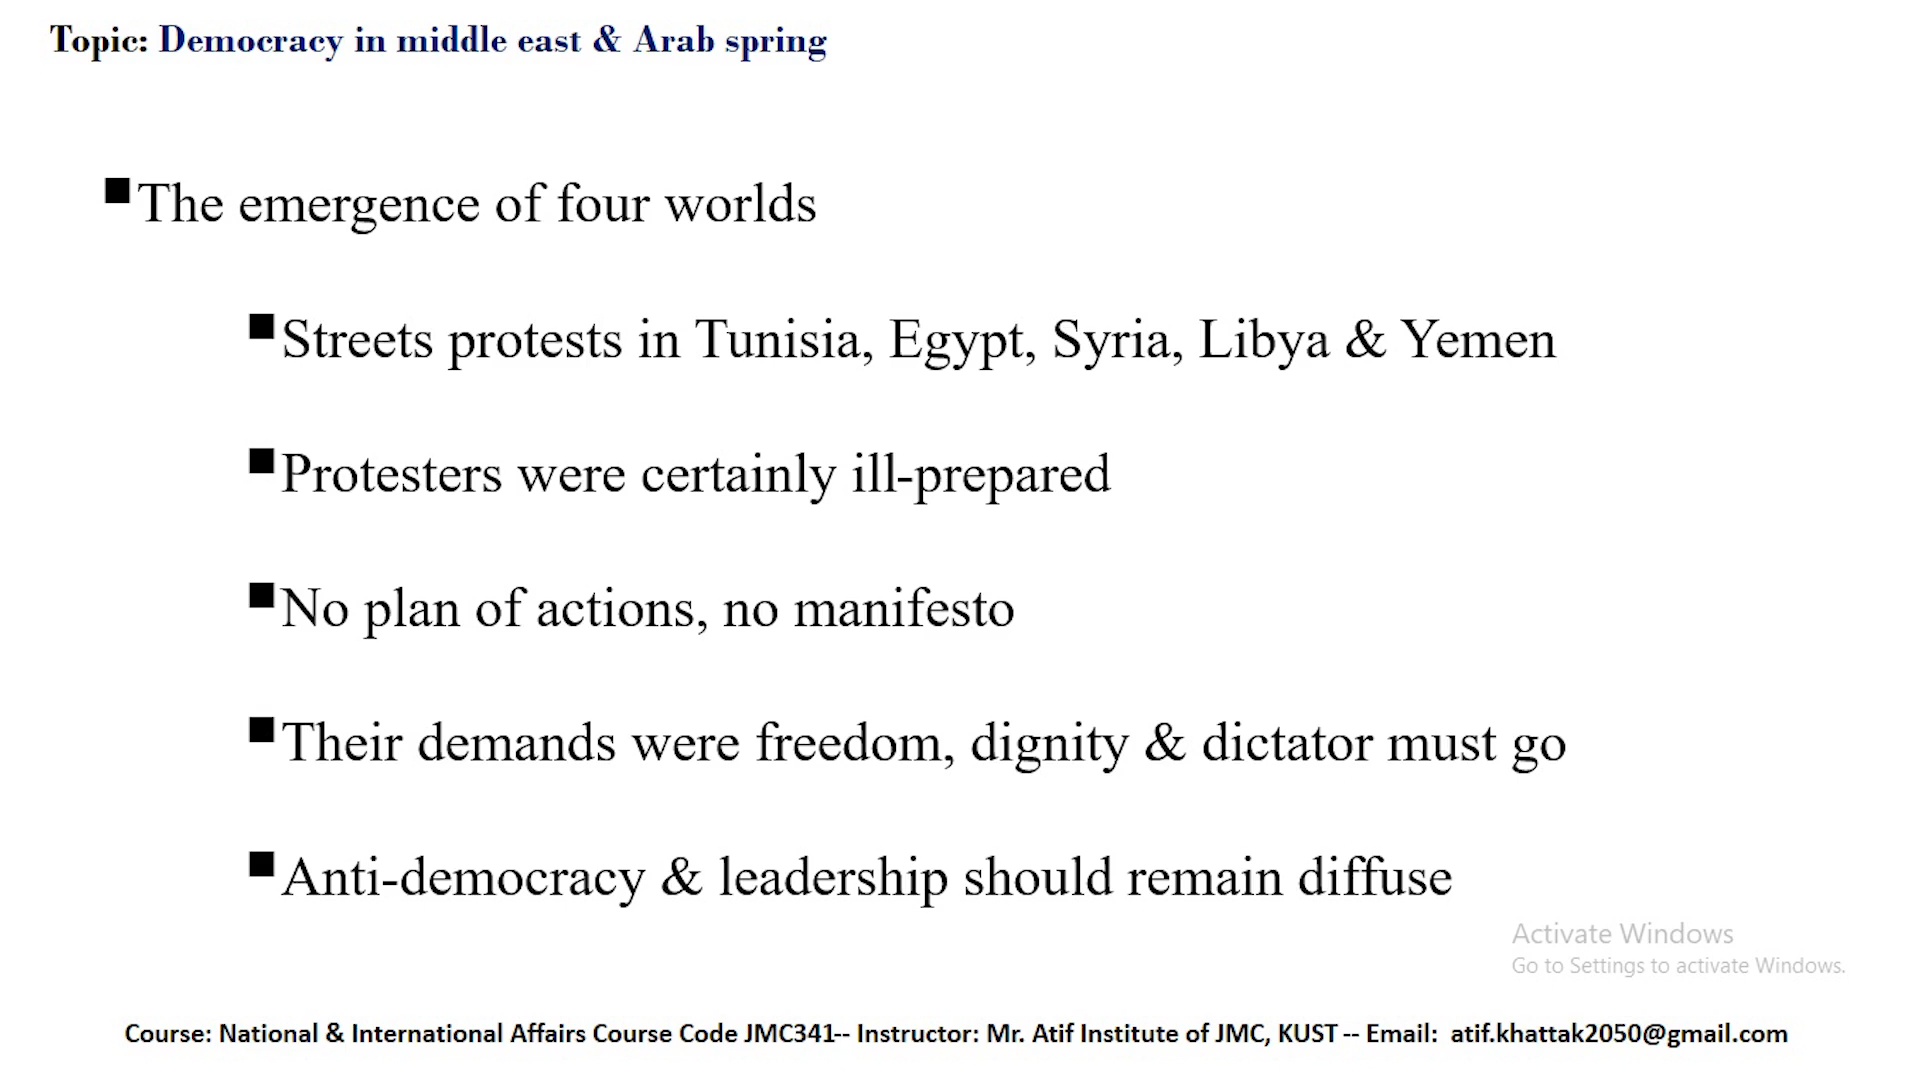 Topic: Democracy in middle east & Arab spring
▪The emergence of four worlds
▪Streets protests in Tunisia, Egypt, Syria, Libya & Yemen
▪Protesters were certainly ill-prepared
▪No plan of actions, no manifesto
▪Their demands were freedom, dignity & dictator must go
▪Anti-democracy & leadership should remain diffuse
Activate Windows
Go to Settings to activate Windows.
Course: National & International Affairs Course Code JMC341-- Instructor: Mr. Atif Institute of JMC, KUST -- Email: atif.khattak2050@gmail.com